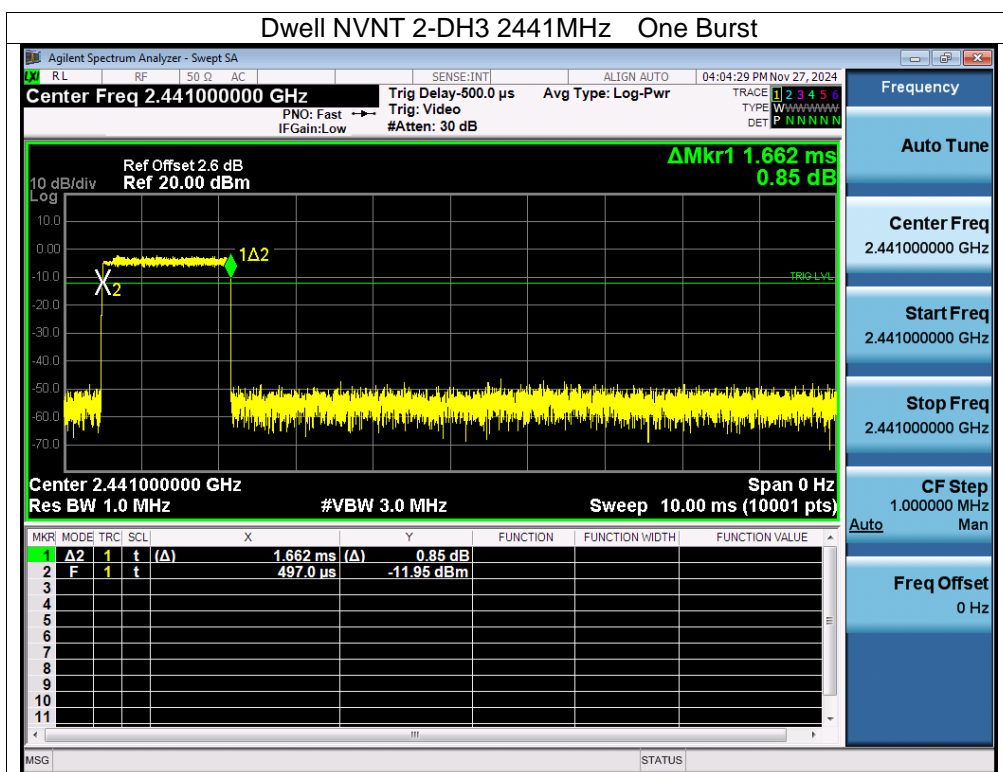 Dwell NVNT 2-DH3 2441MHz One Burst
Agilent Spectrum Analyzer - Swept SA
LXI RL RF 50 Ω AC SENSE:INT ALIGN AUTO 04:04:29 PM Nov 27, 2024
Center Freq 2.441000000 GHz
PNO: Fast
IFGain:Low
Trig Delay-500.0 µs
Trig: Video
#Atten: 30 dB
Avg Type: Log-Pwr
TRACE 1 2 3 4 5 6
TYPE WWWWWW
DET P N N N N N
ΔMkr1 1.662 ms
0.85 dB
Ref Offset 2.6 dB
10 dB/div Ref 20.00 dBm
Log
10.0
0.00
-10.0
-20.0
-30.0
-40.0
-50.0
-60.0
-70.0
1Δ2
2
TRIG LVL
Center 2.441000000 GHz Span 0 Hz
Res BW 1.0 MHz #VBW 3.0 MHz Sweep 10.00 ms (10001 pts)
MKR MODE TRC SCL X Y FUNCTION FUNCTION WIDTH FUNCTION VALUE
1 Δ2 1 t (Δ) 1.662 ms (Δ) 0.85 dB
2 F 1 t 497.0 µs -11.95 dBm
3
4
5
6
7
8
9
10
11
MSG STATUS
Frequency
Auto Tune
Center Freq
2.441000000 GHz
Start Freq
2.441000000 GHz
Stop Freq
2.441000000 GHz
CF Step
1.000000 MHz
Auto Man
Freq Offset
0 Hz